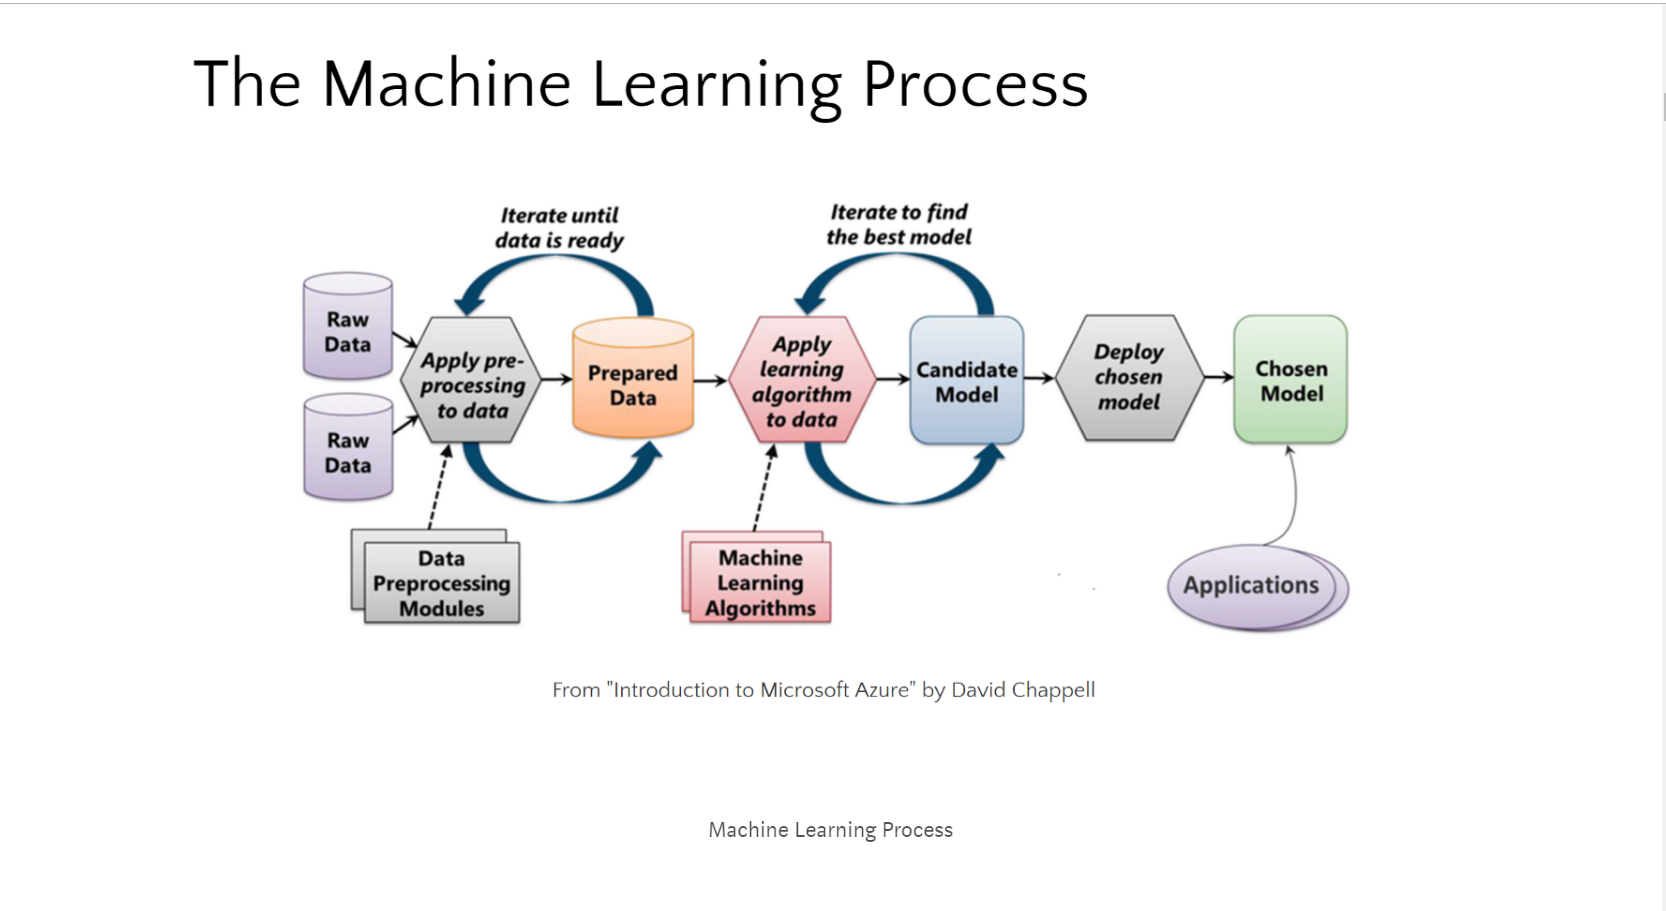 The Machine Learning Process
Iterate until
data is ready
Iterate to find
the best model
Raw
Data
Raw
Data
Apply pre-
processing
to data
Prepared
Data
Apply
learning
algorithm
to data
Candidate
Model
Deploy
chosen
model
Chosen
Model
Data
Preprocessing
Modules
Machine
Learning
Algorithms
Applications
From "Introduction to Microsoft Azure" by David Chappell
Machine Learning Process